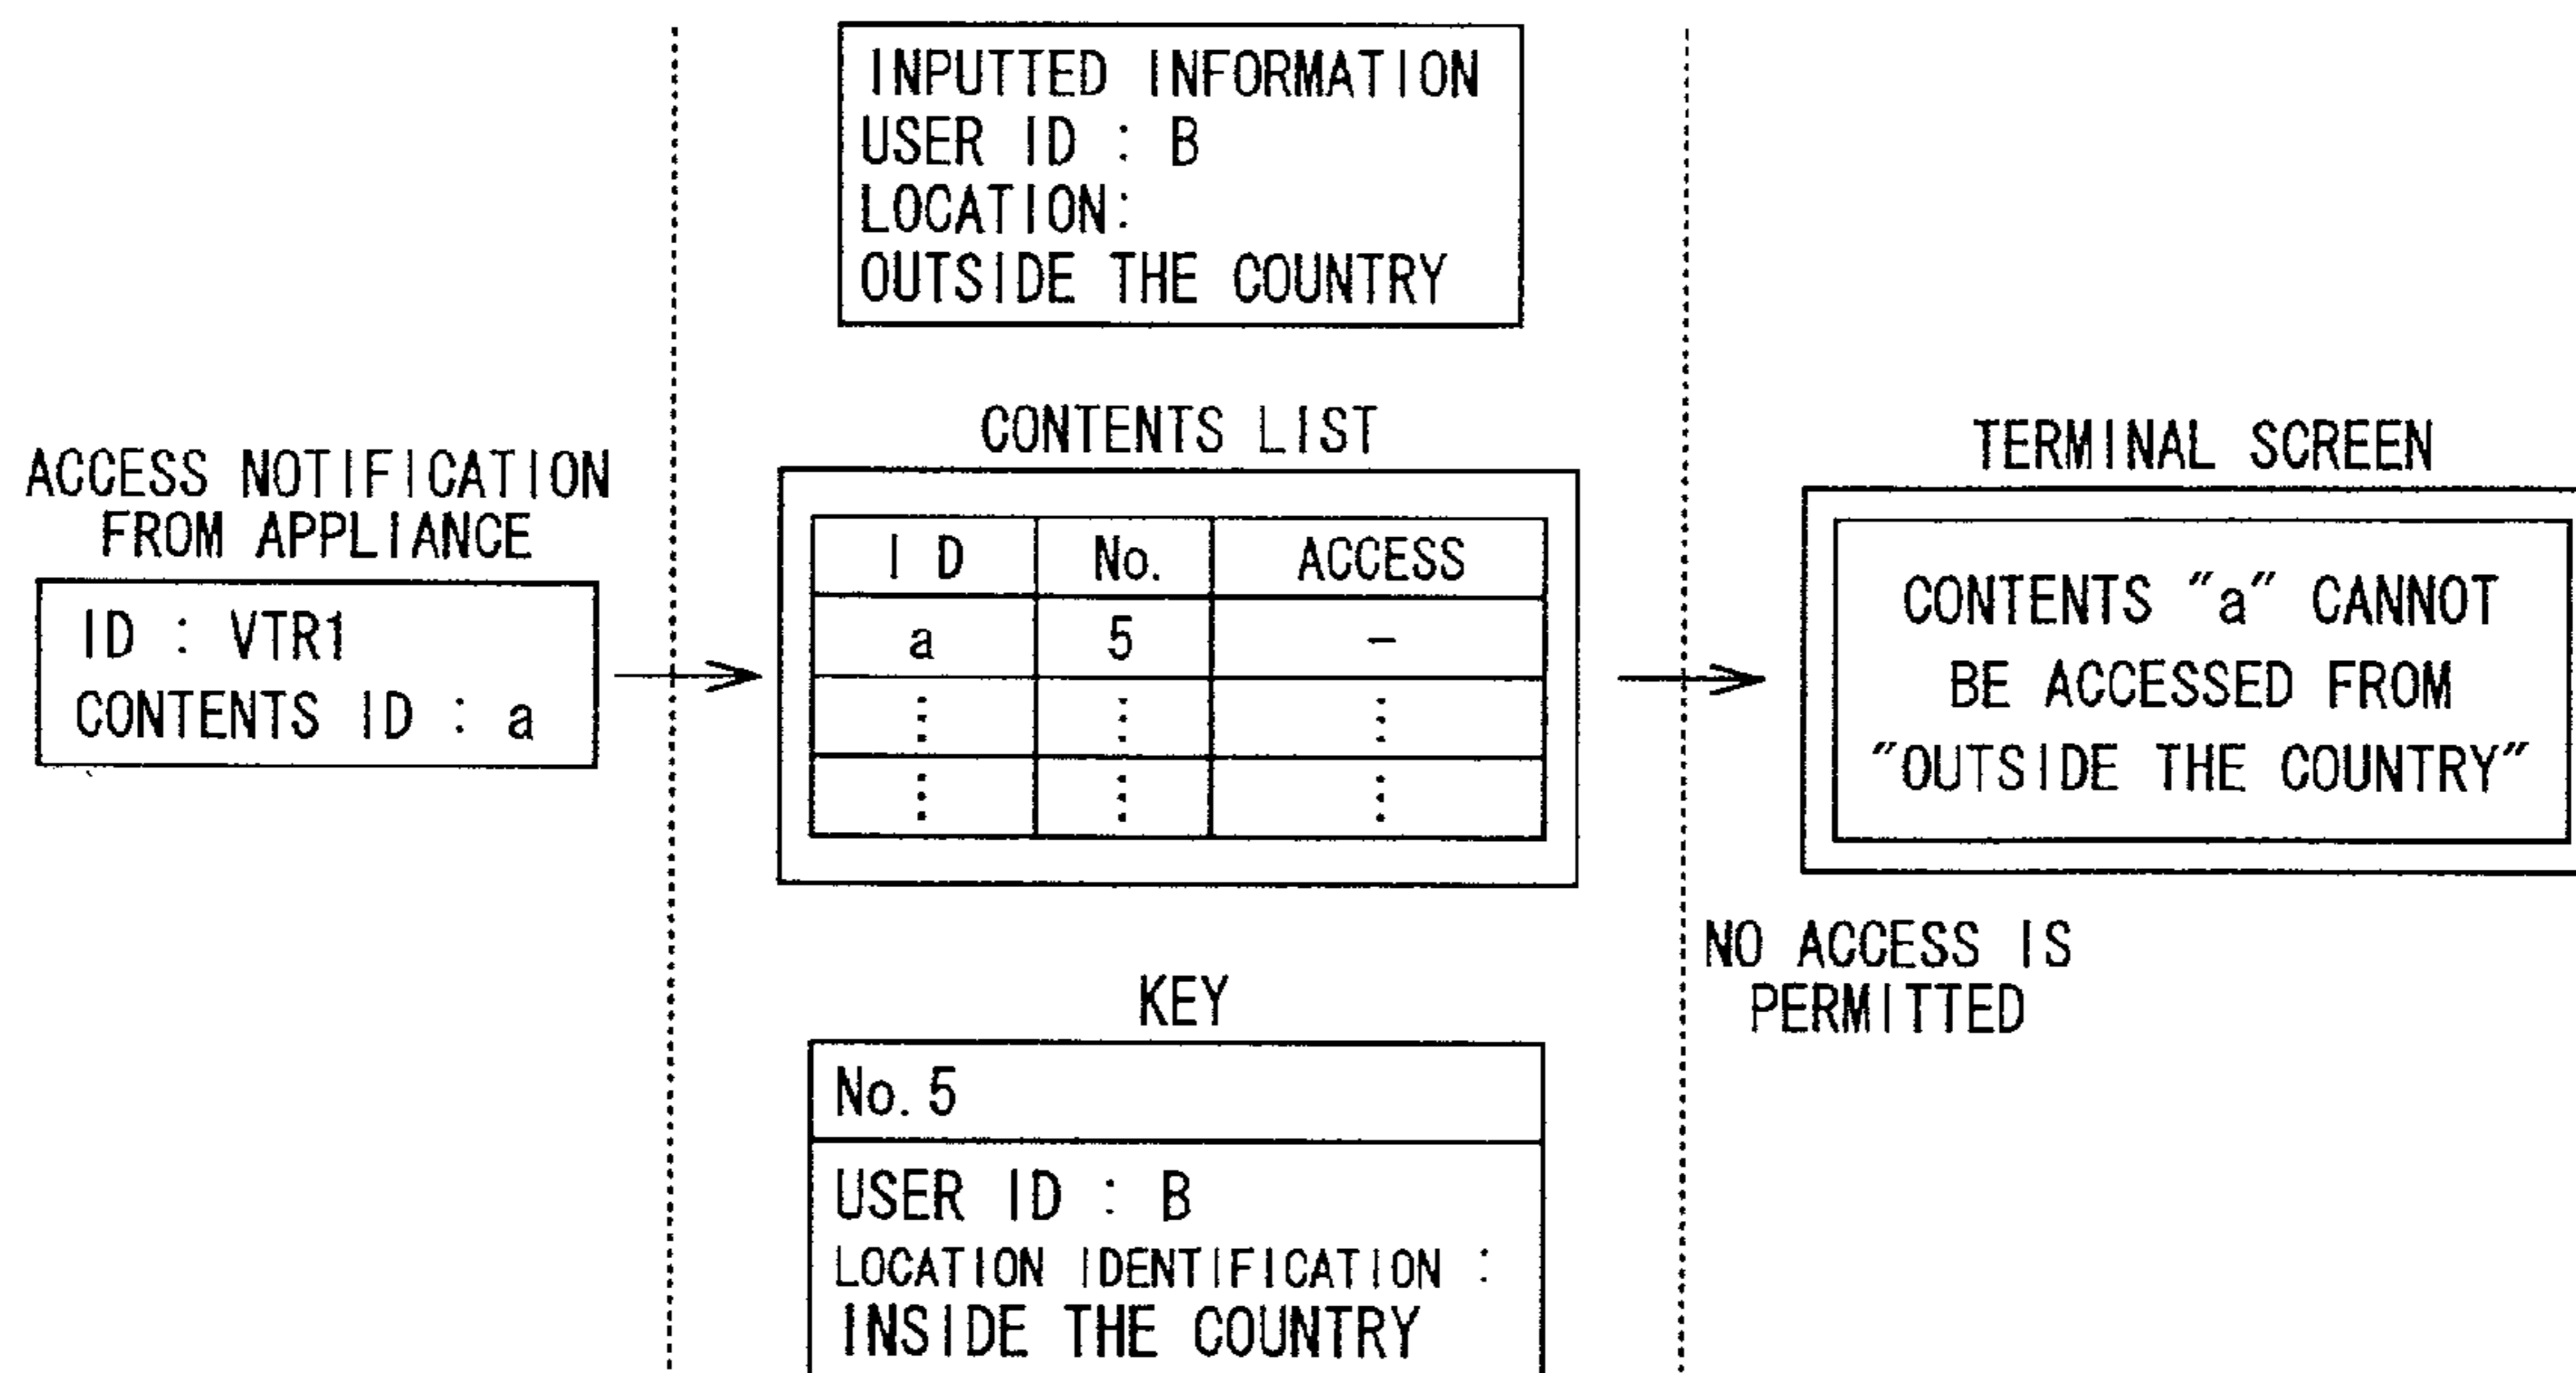 ACCESS NOTIFICATION
FROM APPLIANCE
ID : VTR1
CONTENTS ID : a
INPUTTED INFORMATION
USER ID : B
LOCATION:
OUTSIDE THE COUNTRY
CONTENTS LIST
ID No. ACCESS
a 5 -
⋮ ⋮ ⋮
⋮ ⋮ ⋮
KEY
No. 5
USER ID : B
LOCATION IDENTIFICATION :
INSIDE THE COUNTRY
TERMINAL SCREEN
CONTENTS "a" CANNOT
BE ACCESSED FROM
"OUTSIDE THE COUNTRY"
NO ACCESS IS
PERMITTED